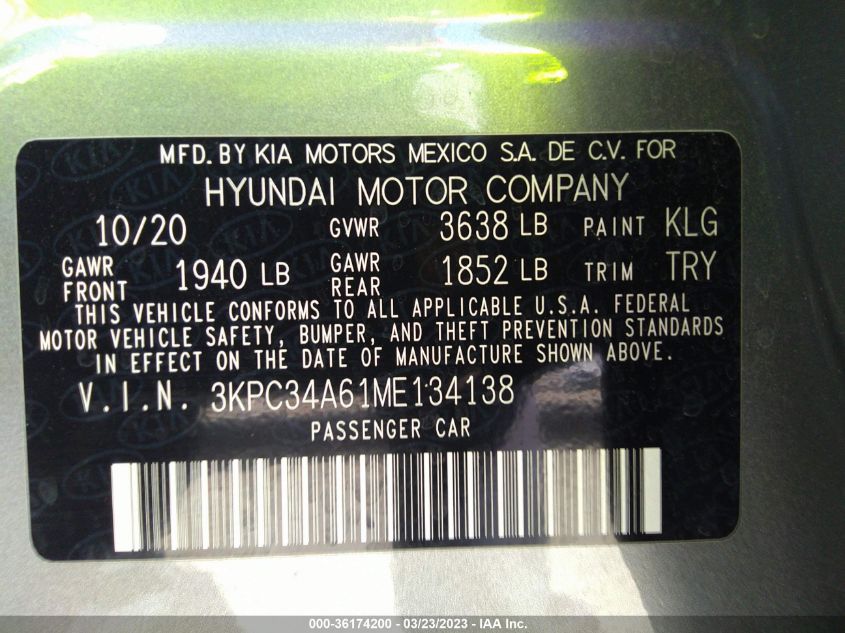 MFD. BY KIA MOTORS MEXICO S.A. DE C.V. FOR
HYUNDAI MOTOR COMPANY
10/20 GVWR 3638 LB PAINT KLG
GAWR FRONT 1940 LB GAWR REAR 1852 LB TRIM TRY
THIS VEHICLE CONFORMS TO ALL APPLICABLE U.S.A. FEDERAL
MOTOR VEHICLE SAFETY, BUMPER, AND THEFT PREVENTION STANDARDS
IN EFFECT ON THE DATE OF MANUFACTURE SHOWN ABOVE.
V.I.N. 3KPC34A61ME134138
PASSENGER CAR
000-36174200 - 03/23/2023 - IAA Inc.